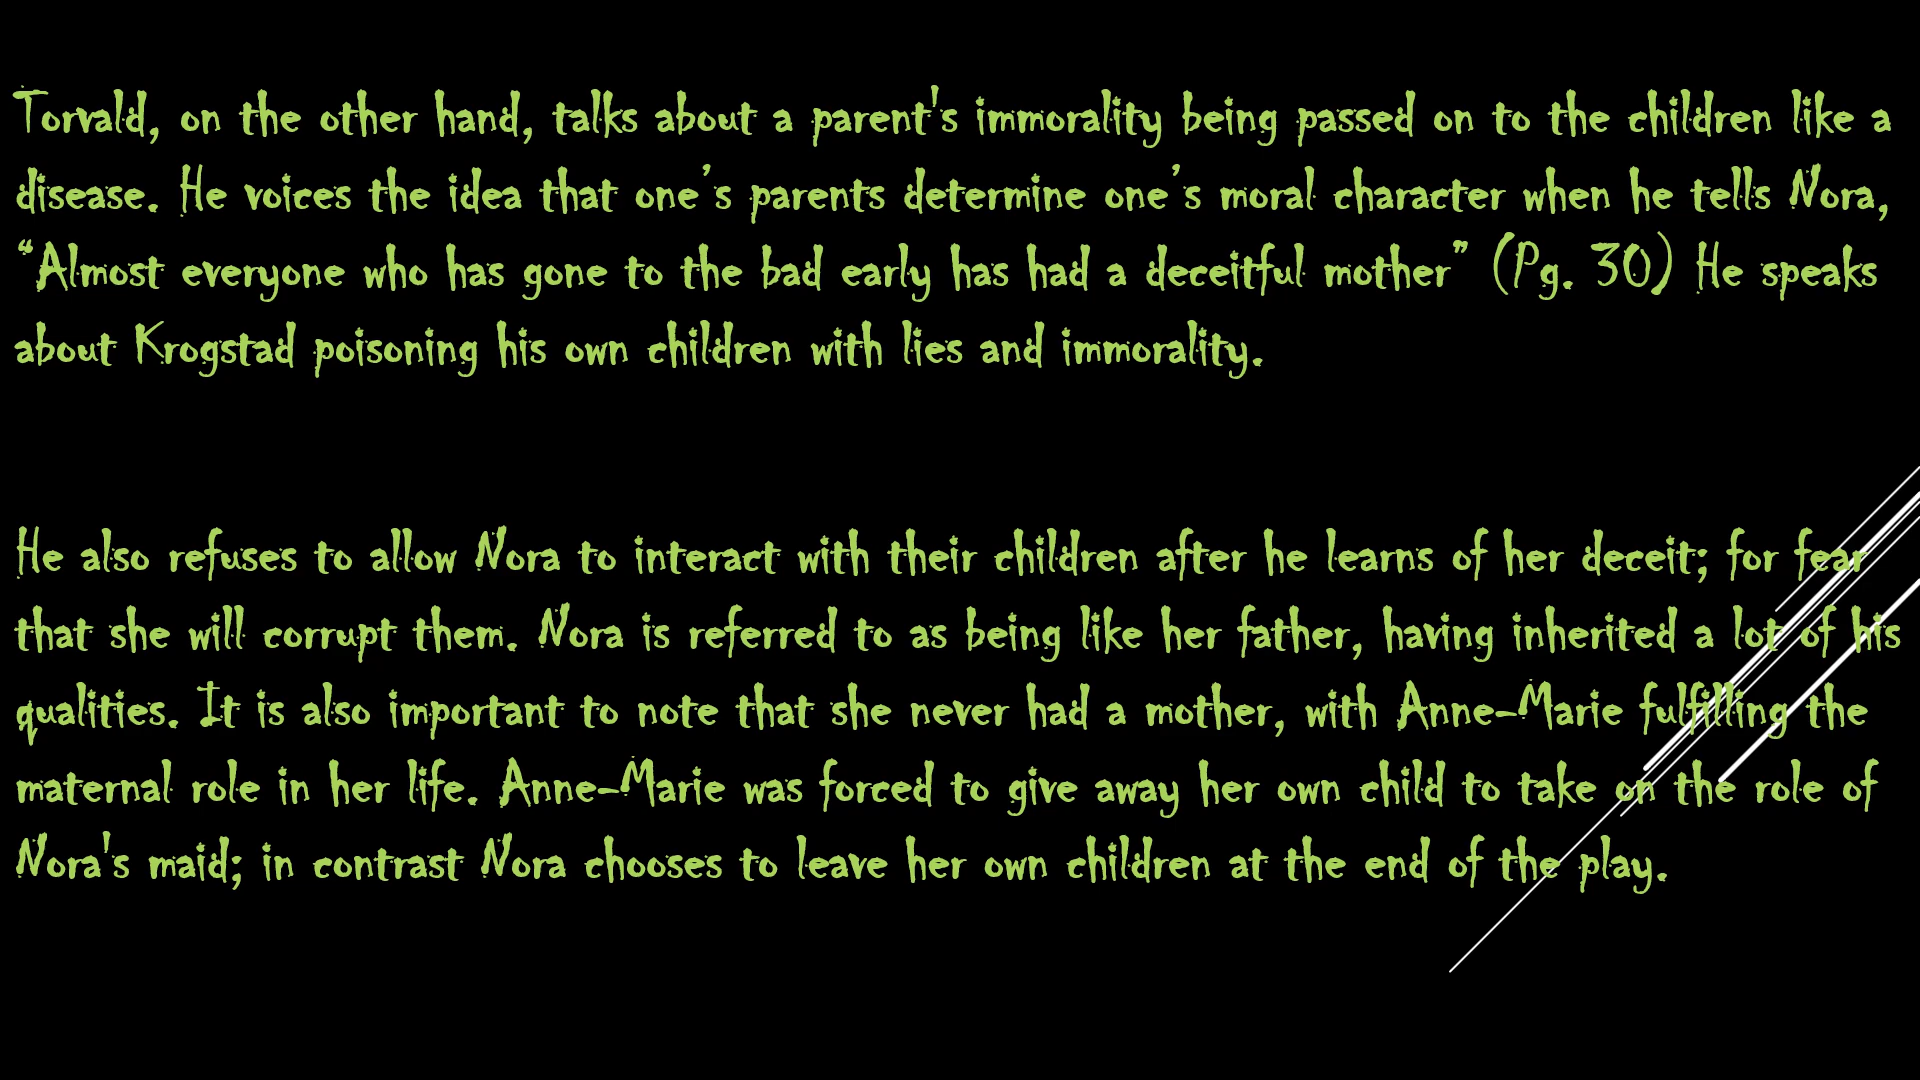 Torvald, on the other hand, talks about a parent's immorality being passed on to the children like a
disease. He voices the idea that one’s parents determine one’s moral character when he tells Nora,
“Almost everyone who has gone to the bad early has had a deceitful mother” (Pg. 30) He speaks
about Krogstad poisoning his own children with lies and immorality.
He also refuses to allow Nora to interact with their children after he learns of her deceit; for fear
that she will corrupt them. Nora is referred to as being like her father, having inherited a lot of his
qualities. It is also important to note that she never had a mother, with Anne-Marie fulfilling the
maternal role in her life. Anne-Marie was forced to give away her own child to take on the role of
Nora's maid; in contrast Nora chooses to leave her own children at the end of the play.